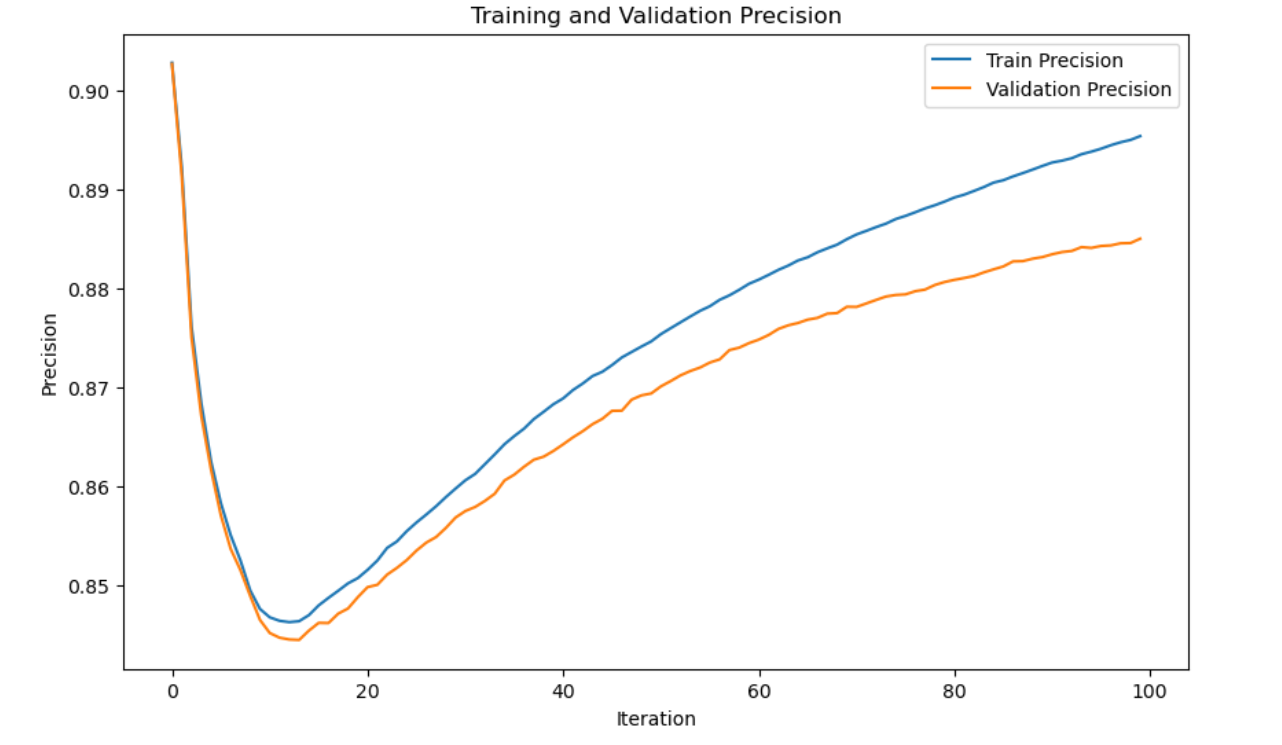 Training and Validation Precision
Train Precision
Validation Precision
0.90
0.89
0.88
0.87
0.86
0.85
Precision
0 20 40 60 80 100
Iteration